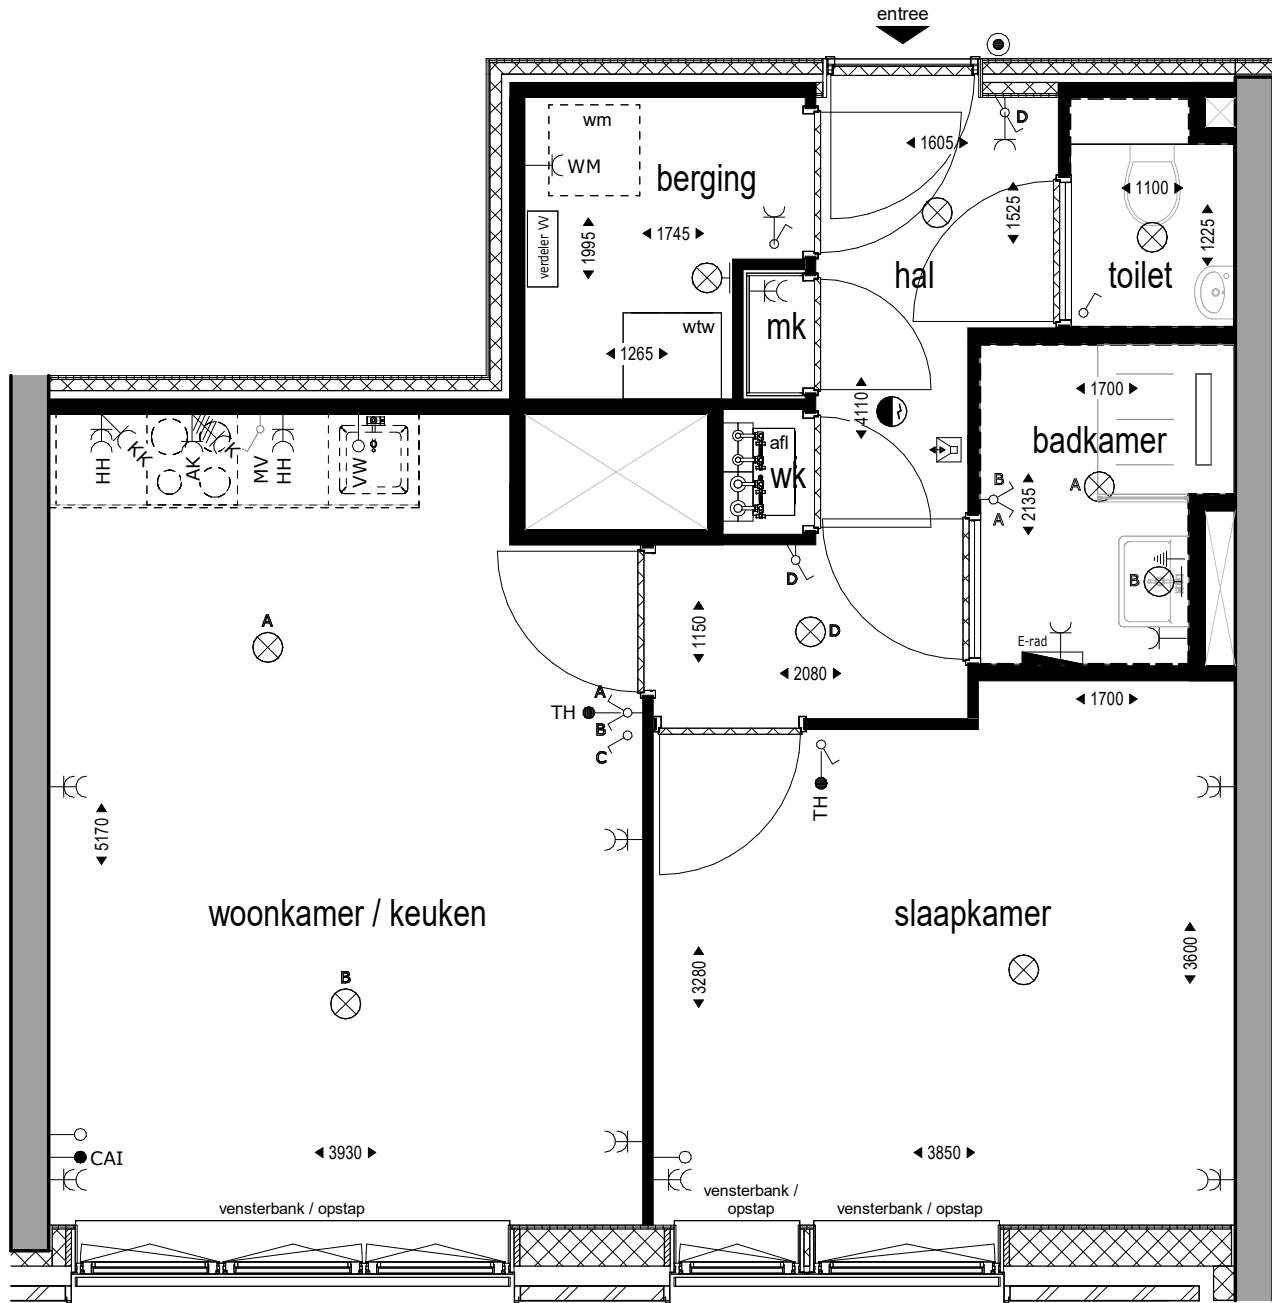 entree
wm
WM
berging
verdeler VV
1995
1745
wtw
1265
mk
1605
D
1525
hal
1100
1225
toilet
4110
afl
wk
1700
badkamer
A
B
A
2135
B
E-rad
HH
KK
AK
KK
MV
HH
VW
D
1150
D
2080
1700
A
TH
A
B
C
TH
5170
woonkamer / keuken
B
slaapkamer
3280
3600
CAI
3930
3850
vensterbank / opstap
vensterbank /
opstap
vensterbank / opstap